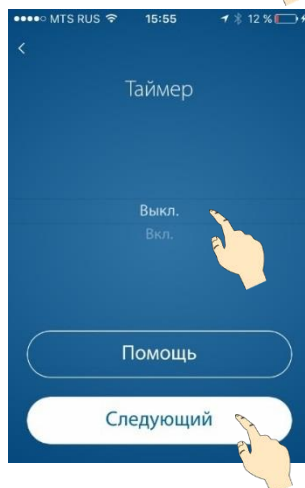 MTS RUS 15:55 12 %
Таймер
Выкл.
Вкл.
Помощь
Следующий